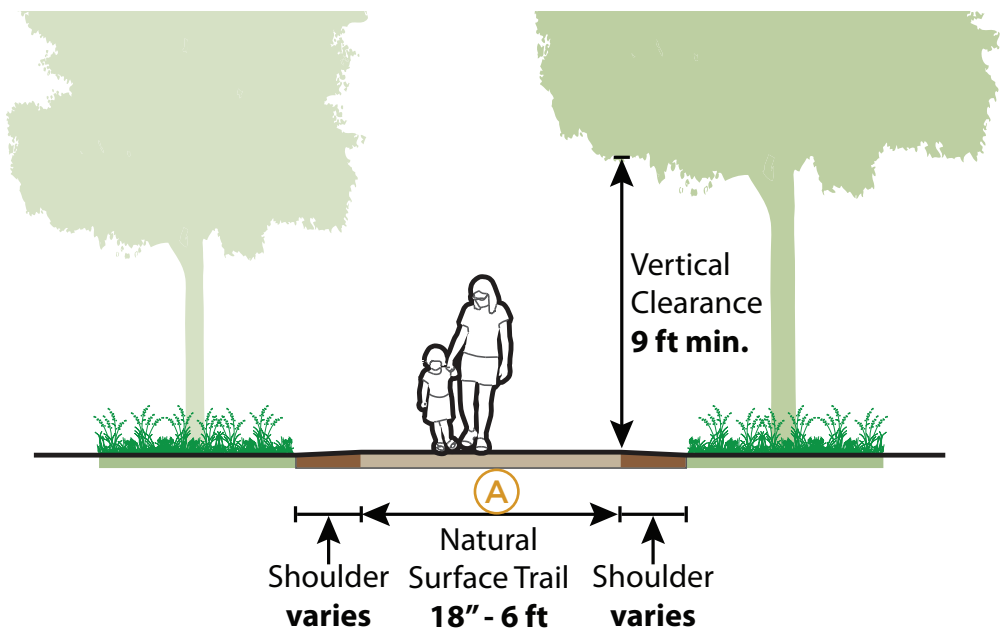 Vertical
Clearance
9 ft min.
A
Shoulder
varies
Natural
Surface Trail
18” - 6 ft
Shoulder
varies